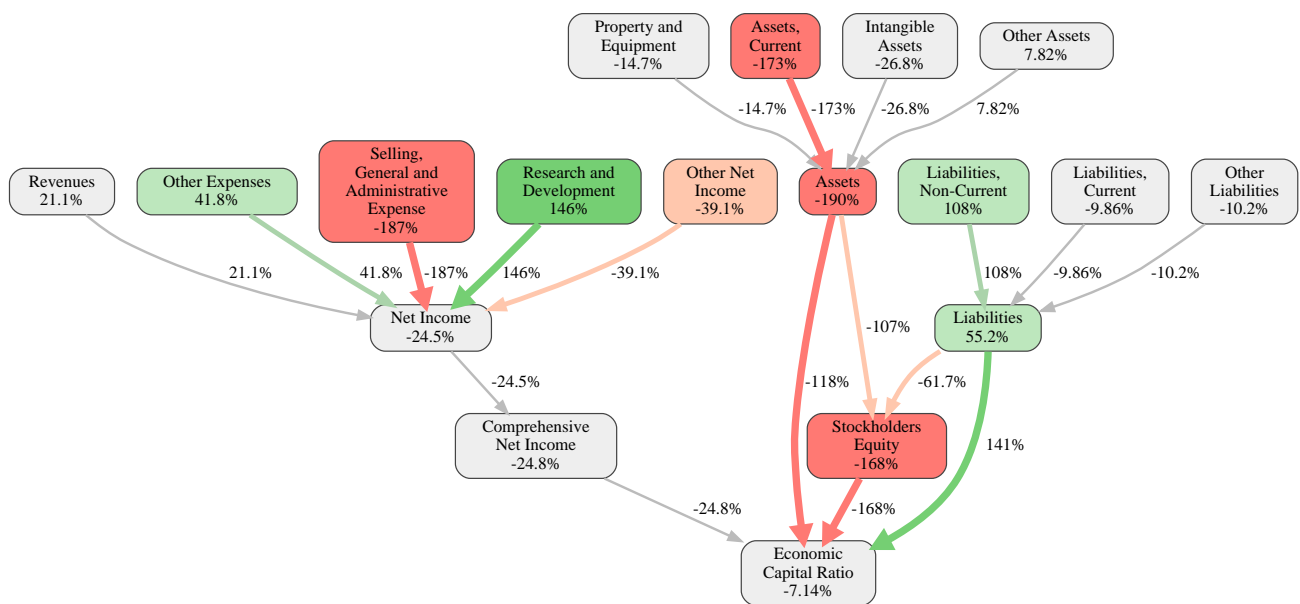 Property and
Equipment
-14.7%
Assets,
Current
-173%
Intangible
Assets
-26.8%
Other Assets
7.82%
-14.7%
-173%
-26.8%
7.82%
Revenues
21.1%
Other Expenses
41.8%
Selling,
General and
Administrative
Expense
-187%
Research and
Development
146%
Other Net
Income
-39.1%
Assets
-190%
Liabilities,
Non-Current
108%
Liabilities,
Current
-9.86%
Other
Liabilities
-10.2%
21.1%
41.8%
-187%
146%
-39.1%
108%
-9.86%
-10.2%
Net Income
-24.5%
-107%
Liabilities
55.2%
-24.5%
-118%
-61.7%
Comprehensive
Net Income
-24.8%
Stockholders
Equity
-168%
141%
-24.8%
-168%
Economic
Capital Ratio
-7.14%